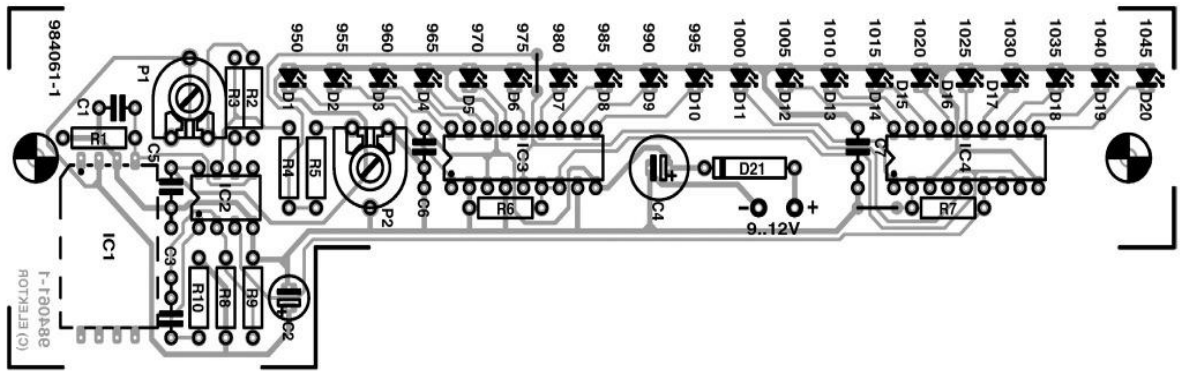 950 955 960 965 970 975 980 985 990 995 1000 1005 1010 1015 1020 1025 1030 1035 1040 1045
984061-1
P1
R3
R2
D1 D2 D3 D4 D5 D6 D7 D8 D9 D10 D11 D12 D13 D14 D15 D16 D17 D18 D19 D20
C1
R1
C5
IC2
R4
R5
P2
C6
IC3
R6
C4
D21
- +
9..12V
C7
IC4
R7
IC1
C3
R10
R8
R9
C2
984061-1
(C) ELEKTOR